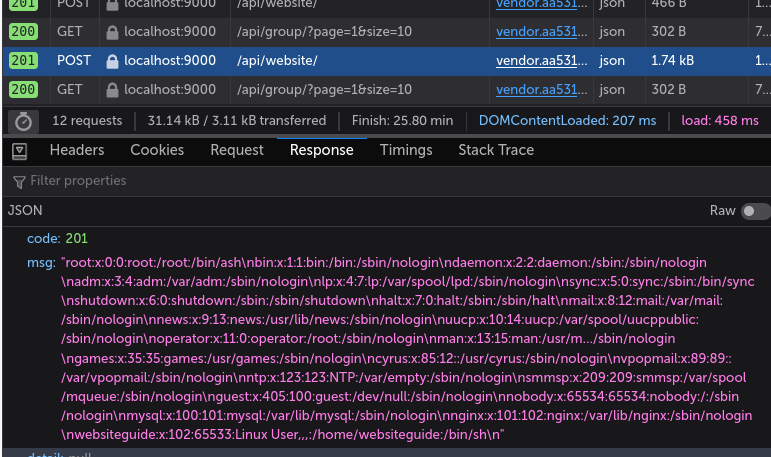 201 POST localhost:9000 /api/website/ vendor.aa531... json 466 B 1...
200 GET localhost:9000 /api/group/?page=1&size=10 vendor.aa531... json 302 B 7...
201 POST localhost:9000 /api/website/ vendor.aa531... json 1.74 kB 1...
200 GET localhost:9000 /api/group/?page=1&size=10 vendor.aa531... json 302 B 7...
12 requests 31.14 kB / 3.11 kB transferred Finish: 25.80 min DOMContentLoaded: 207 ms load: 458 ms
Headers Cookies Request Response Timings Stack Trace
Filter properties
JSON Raw
code: 201
msg: "root:x:0:0:root:/root:/bin/ash\nbin:x:1:1:bin:/bin:/sbin/nologin\ndaemon:x:2:2:daemon:/sbin:/sbin/nologin
\nadm:x:3:4:adm:/var/adm:/sbin/nologin\nlp:x:4:7:lp:/var/spool/lpd:/sbin/nologin\nsync:x:5:0:sync:/sbin:/bin/sync
\nshutdown:x:6:0:shutdown:/sbin:/sbin/shutdown\nhalt:x:7:0:halt:/sbin:/sbin/halt\nmail:x:8:12:mail:/var/mail:
/sbin/nologin\nnews:x:9:13:news:/usr/lib/news:/sbin/nologin\nuucp:x:10:14:uucp:/var/spool/uucppublic:
/sbin/nologin\noperator:x:11:0:operator:/root:/sbin/nologin\nman:x:13:15:man:/usr/m.../sbin/nologin
\ngames:x:35:35:games:/usr/games:/sbin/nologin\ncyrus:x:85:12::/usr/cyrus:/sbin/nologin\nvpopmail:x:89:89::
/var/vpopmail:/sbin/nologin\nntp:x:123:123:NTP:/var/empty:/sbin/nologin\nsmmsp:x:209:209:smmsp:/var/spool
/mqueue:/sbin/nologin\nguest:x:405:100:guest:/dev/null:/sbin/nologin\nnobody:x:65534:65534:nobody:/:/sbin
/nologin\nmysql:x:100:101:mysql:/var/lib/mysql:/sbin/nologin\nnginx:x:101:102:nginx:/var/lib/nginx:/sbin/nologin
\nwebsiteguide:x:102:65533:Linux User,,,:/home/websiteguide:/bin/sh\n"